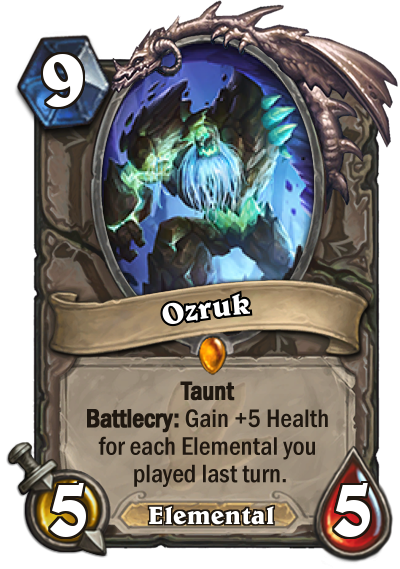 9
Ozruk
Taunt
Battlecry: Gain +5 Health
for each Elemental you
played last turn.
5
Elemental
5